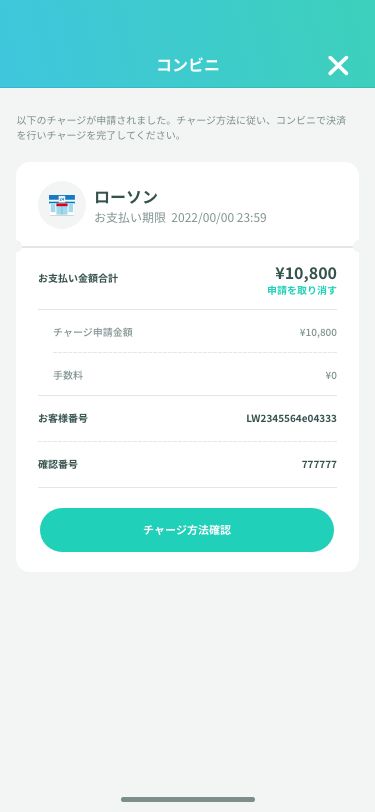 コンビニ
以下のチャージが申請されました。チャージ方法に従い、コンビニで決済
を行いチャージを完了してください。
ローソン
お支払い期限 2022/00/00 23:59
お支払い金額合計 ¥10,800
申請を取り消す
チャージ申請金額 ¥10,800
手数料 ¥0
お客様番号 LW2345564e04333
確認番号 777777
チャージ方法確認